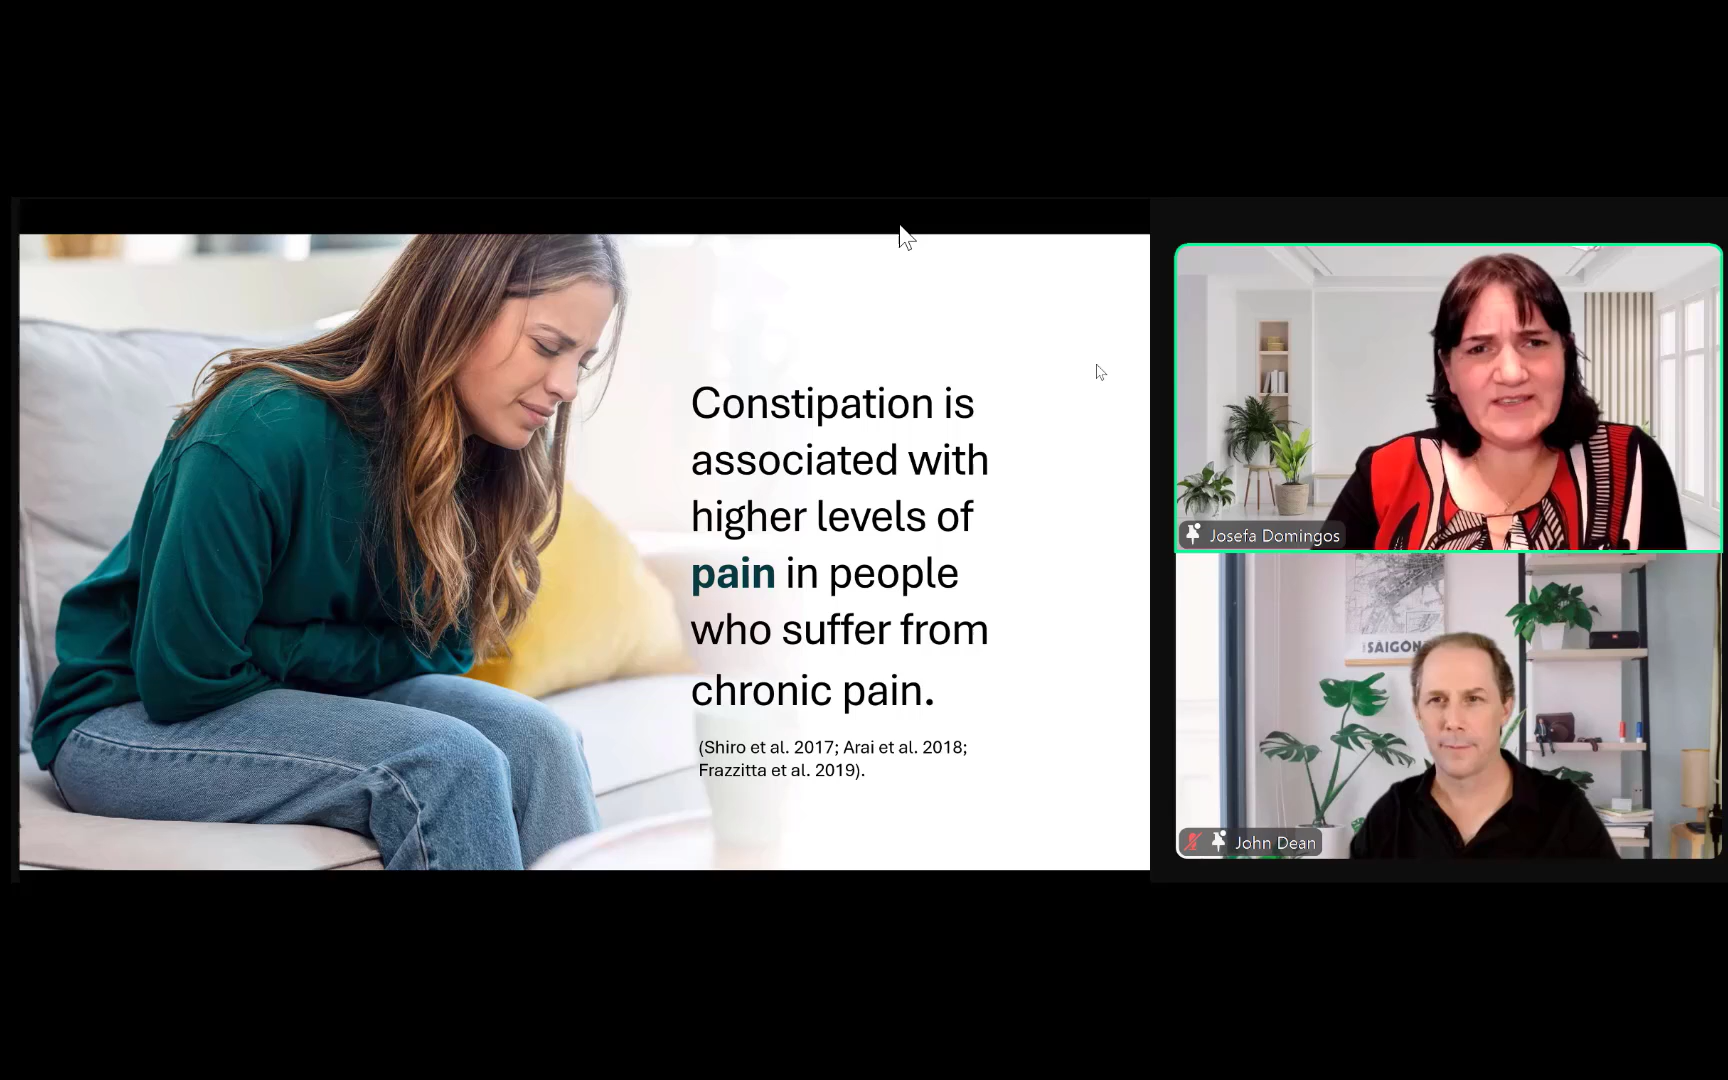 Constipation is
associated with
higher levels of
pain in people
who suffer from
chronic pain.
(Shiro et al. 2017; Arai et al. 2018;
Frazzitta et al. 2019).
Josefa Domingos
SAIGON
John Dean